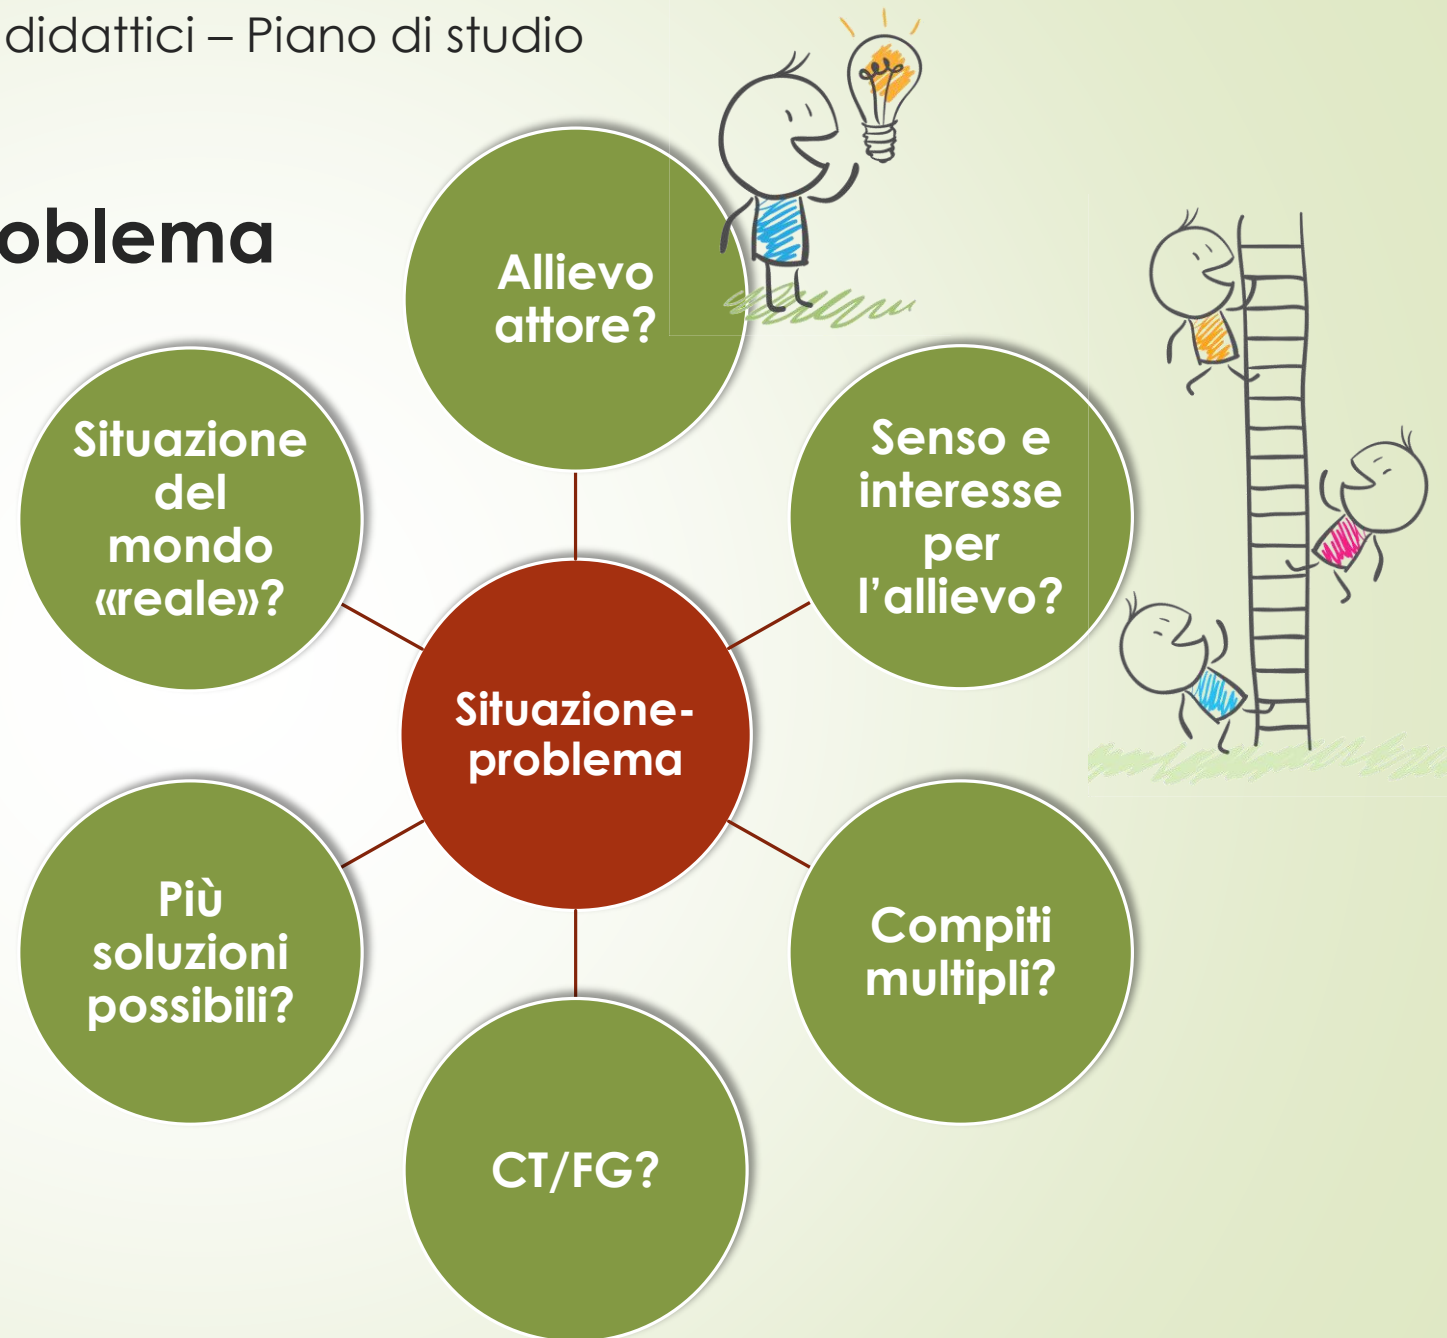 didattici – Piano di studio
oblema
Allievo
attore?
Situazione
del
mondo
«reale»?
Senso e
interesse
per
l’allievo?
Situazione-
problema
Più
soluzioni
possibili?
Compiti
multipli?
CT/FG?